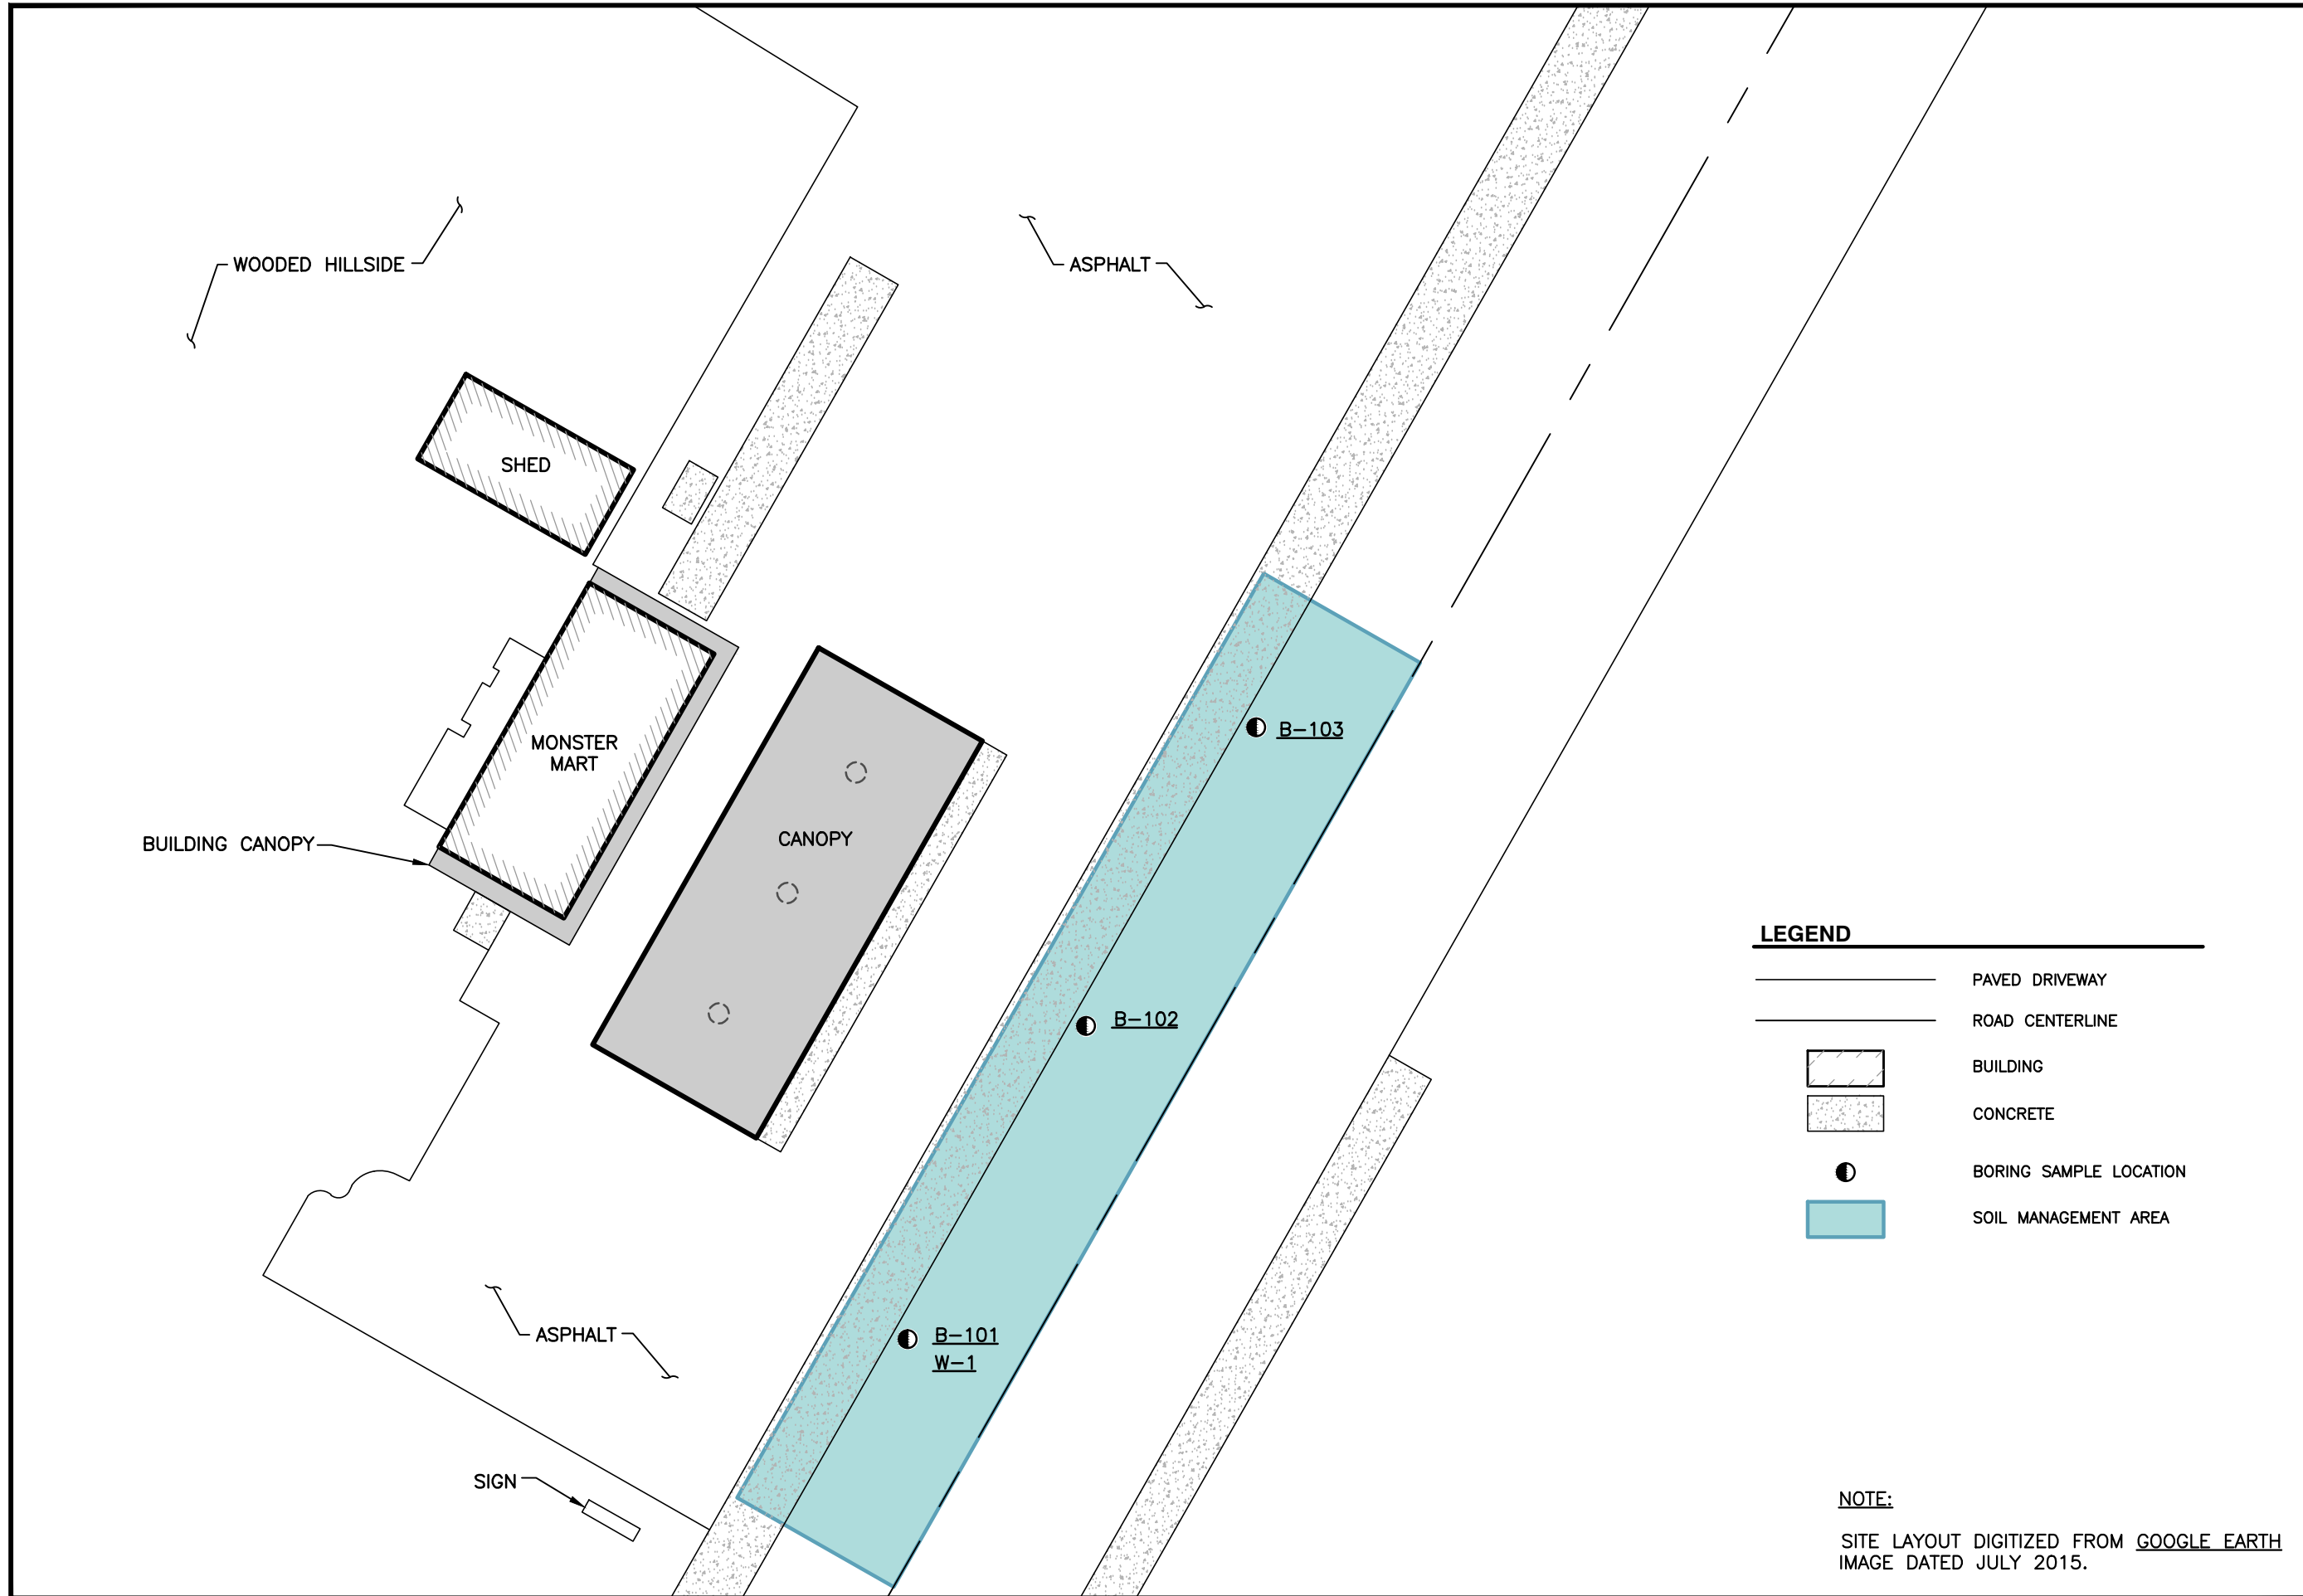 WOODED HILLSIDE
ASPHALT
SHED
B-103
MONSTER
MART
CANOPY
BUILDING CANOPY
B-102
LEGEND
PAVED DRIVEWAY
ROAD CENTERLINE
BUILDING
CONCRETE
BORING SAMPLE LOCATION
SOIL MANAGEMENT AREA
ASPHALT
B-101
W-1
SIGN
NOTE:
SITE LAYOUT DIGITIZED FROM GOOGLE EARTH
IMAGE DATED JULY 2015.